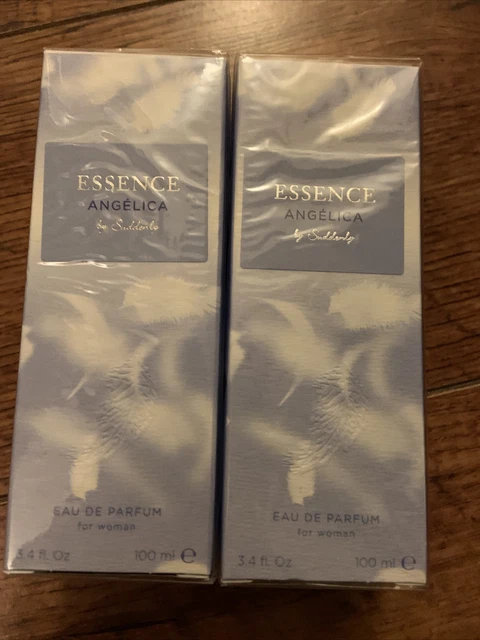 ESSENCE
ANGÉLICA
by Suddenly
EAU DE PARFUM
for woman
3.4 fl. Oz 100 ml ℮
ESSENCE
ANGÉLICA
by Suddenly
EAU DE PARFUM
for woman
3.4 fl. Oz 100 ml ℮